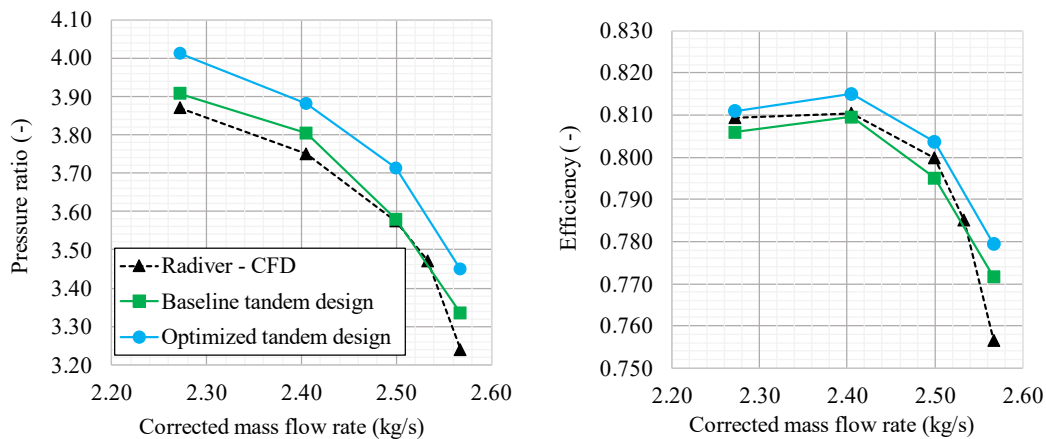 4.10
4.00
3.90
3.80
3.70
3.60
3.50
3.40
3.30
3.20
Pressure ratio (-)
Radiver - CFD
Baseline tandem design
Optimized tandem design
2.20 2.30 2.40 2.50 2.60
Corrected mass flow rate (kg/s)
0.830
0.820
0.810
0.800
0.790
0.780
0.770
0.760
0.750
Efficiency (-)
2.20 2.30 2.40 2.50 2.60
Corrected mass flow rate (kg/s)